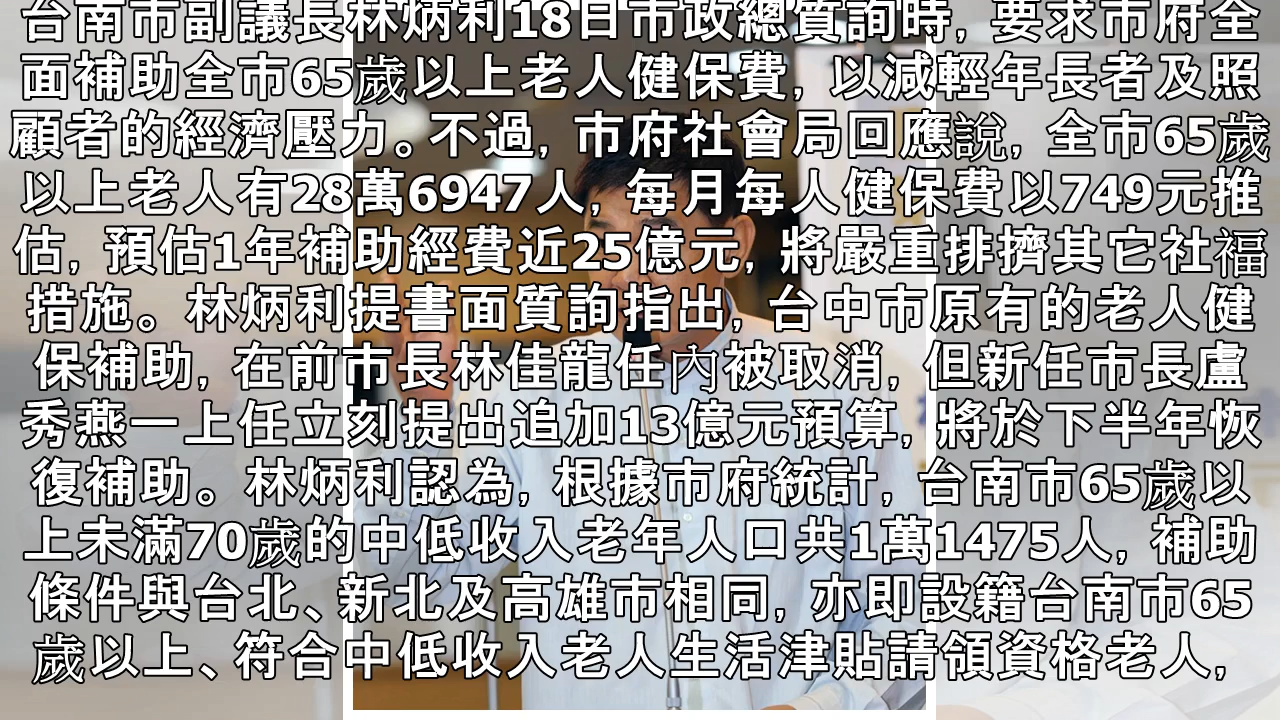 台南市副議長林炳利18日市政總質詢時, 要求市府全
面補助全市65歲以上老人健保費, 以減輕年長者及照
顧者的經濟壓力。不過, 市府社會局回應説, 全市65歲
以上老人有28萬6947人, 每月每人健保費以749元推
估, 預估1年補助經費近25億元, 將嚴重排擠其它社福
措施。林炳利提書面質詢指出, 台中市原有的老人健
保補助, 在前市長林佳龍任內被取消, 但新任市長盧
秀燕一上任立刻提出追加13億元預算, 將於下半年恢
復補助。林炳利認為, 根據市府統計, 台南市65歲以
上未滿70歲的中低收入老年人口共1萬1475人, 補助
條件與台北、新北及高雄市相同, 亦即設籍台南市65
歲以上、符合中低收入老人生活津貼請領資格老人,